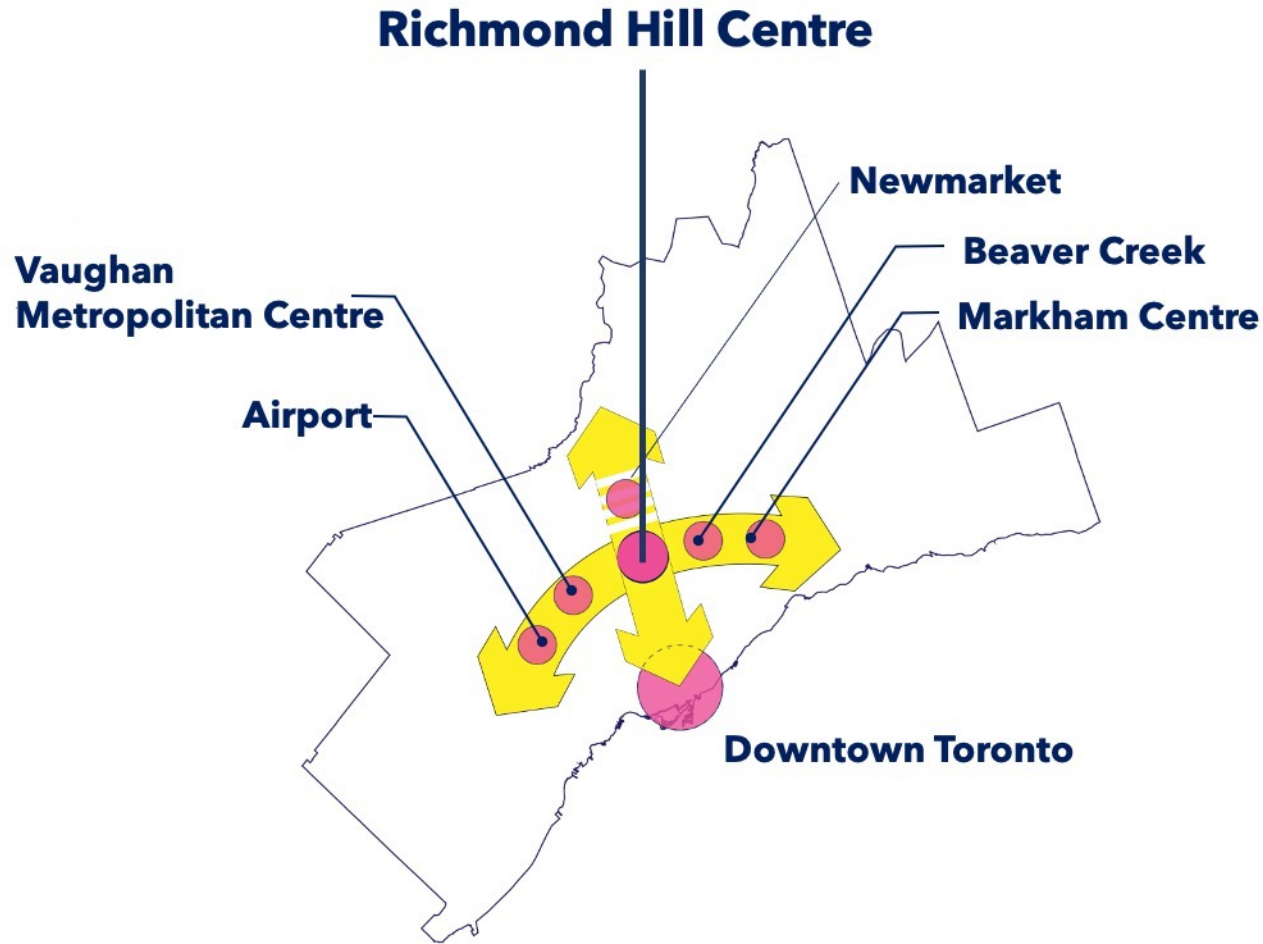 Richmond Hill Centre
Newmarket
Beaver Creek
Vaughan
Metropolitan Centre
Markham Centre
Airport
Downtown Toronto